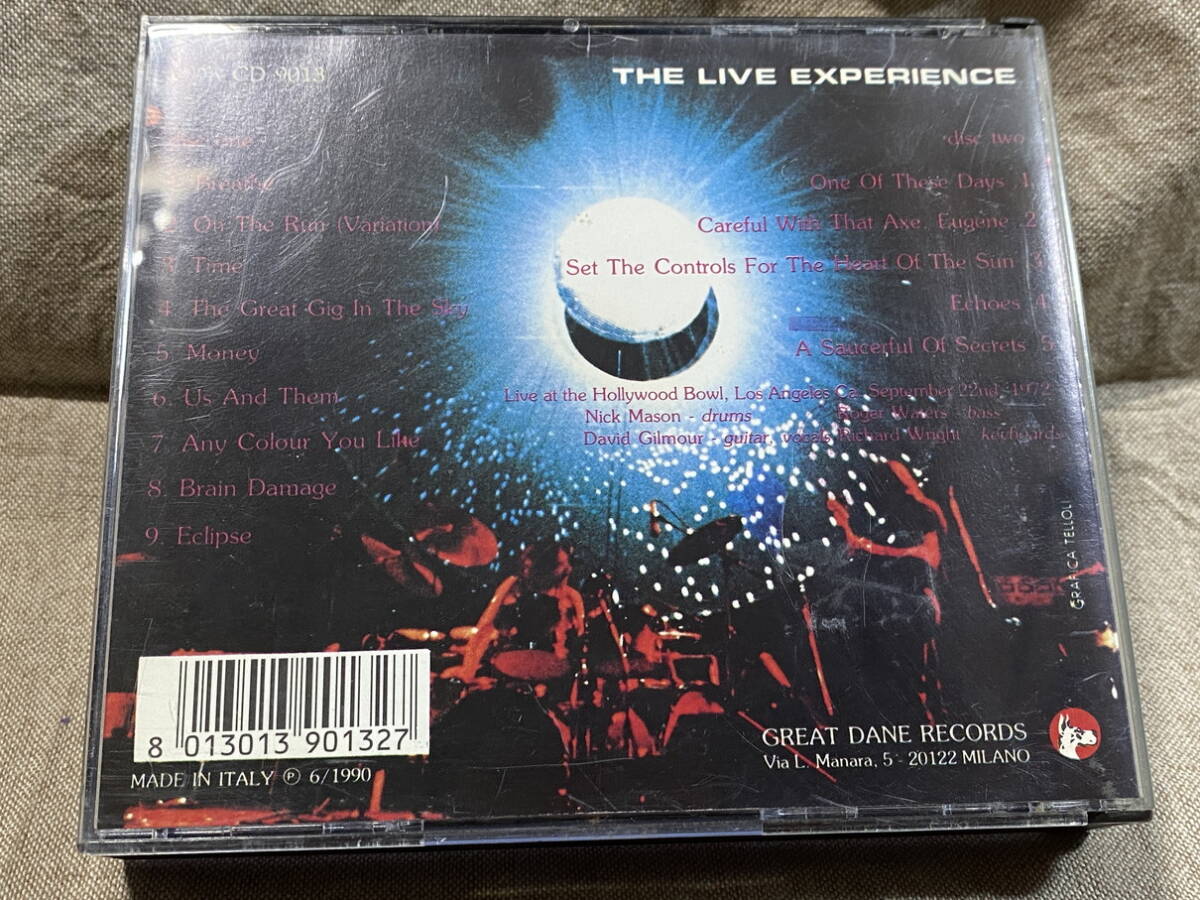 CD 9013
THE LIVE EXPERIENCE
one
Breathe
2. On The Run (Variation)
3. Time
4. The Great Gig In The Sky
5. Money
6. Us And Them
7. Any Colour You Like
8. Brain Damage
9. Eclipse
disc two
One Of These Days .1
Careful With That Axe, Eugene .2
Set The Controls For The Heart Of The Sun .3
Echoes .4
A Saucerful Of Secrets .5
Live at the Hollywood Bowl, Los Angeles Ca. September 22nd, 1972
Nick Mason - drums Roger Waters - bass
David Gilmour - guitar, vocals Richard Wright - keyboards
GRAFICA TELLOLI
8 013013 901327
MADE IN ITALY ℗ 6/1990
GREAT DANE RECORDS
Via L. Manara, 5 - 20122 MILANO